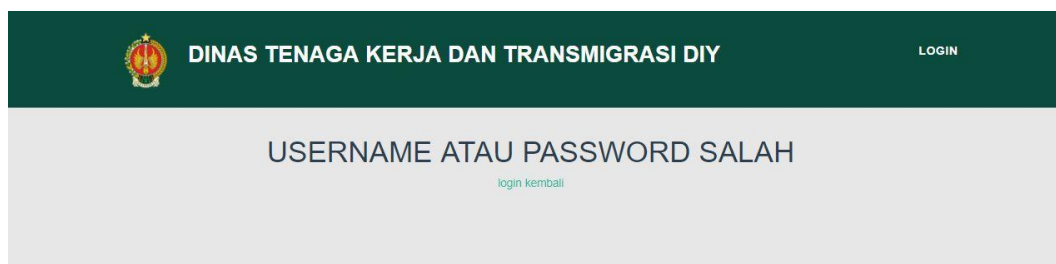 DINAS TENAGA KERJA DAN TRANSMIGRASI DIY
LOGIN
USERNAME ATAU PASSWORD SALAH
login kembali